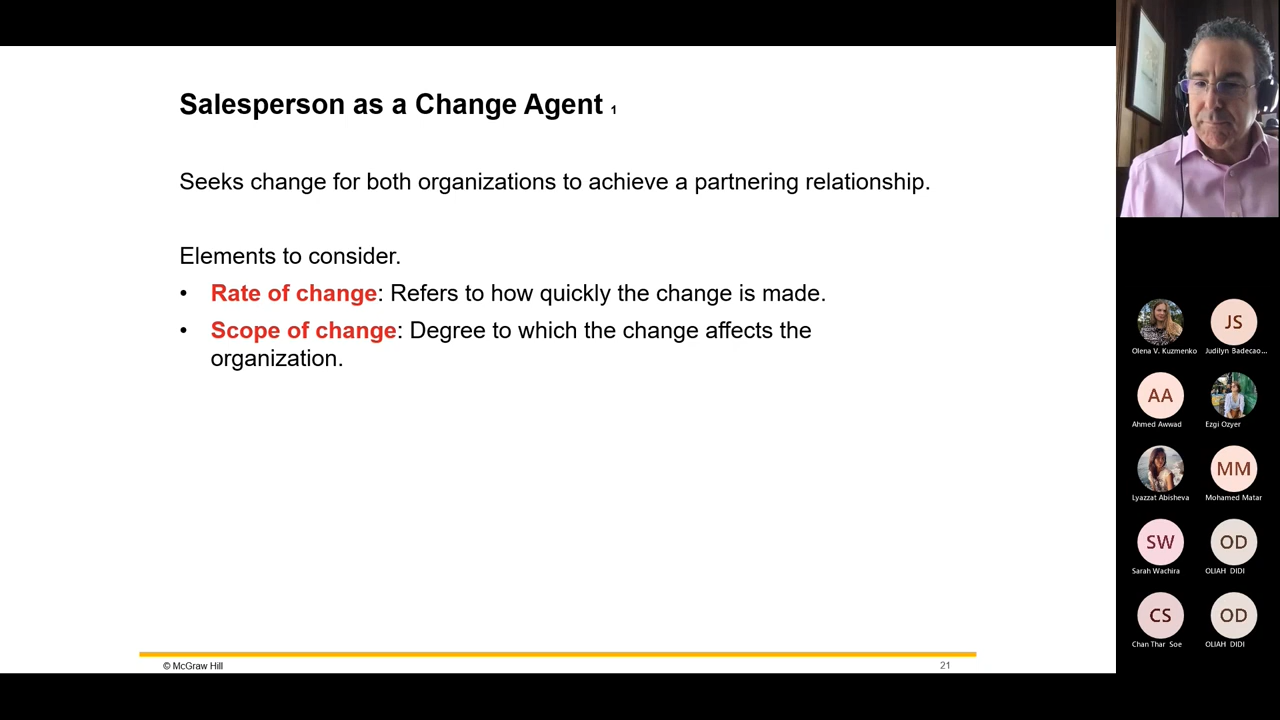 Salesperson as a Change Agent 1
Seeks change for both organizations to achieve a partnering relationship.
Elements to consider.
• Rate of change: Refers to how quickly the change is made.
• Scope of change: Degree to which the change affects the
organization.
© McGraw Hill
21
JS
Olena V. Kuzmenko
Judilyn Badecao...
AA
Ahmed Awwad
Ezgi Ozyer
MM
Lyazzat Abisheva
Mohamed Matar
SW
OD
Sarah Wachira
OLIAH DIDI
CS
OD
Chan Thar Soe
OLIAH DIDI